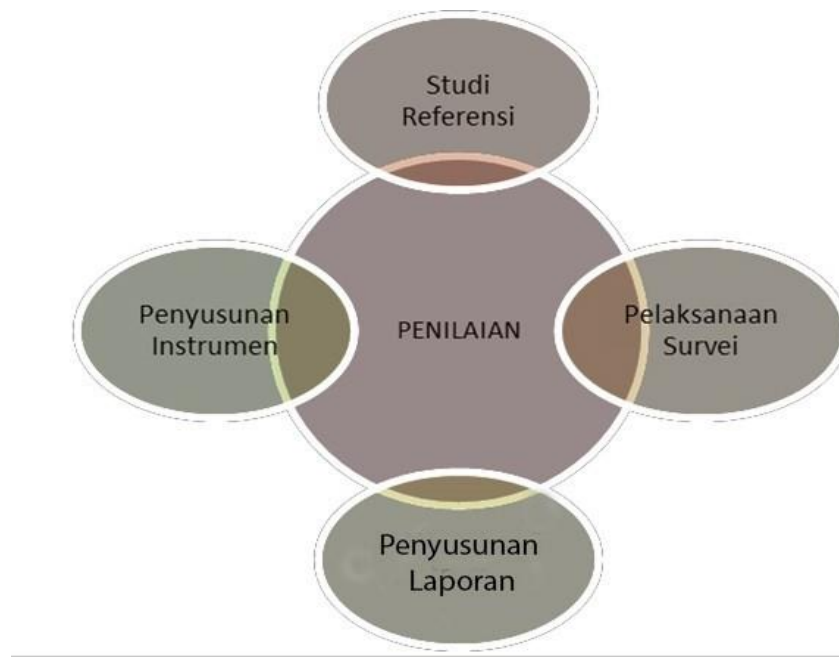 Studi
Referensi
Penyusunan
Instrumen
PENILAIAN
Pelaksanaan
Survei
Penyusunan
Laporan